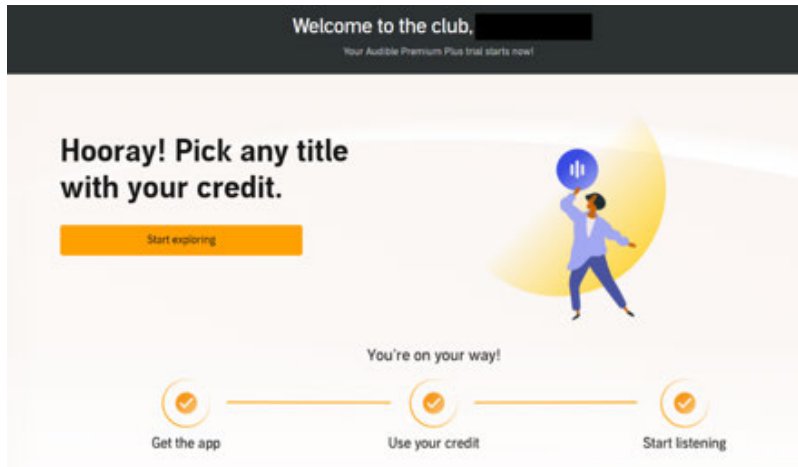 Welcome to the club,
Your Audible Premium Plus trial starts now!
Hooray! Pick any title
with your credit.
Start exploring
You're on your way!
Get the app
Use your credit
Start listening